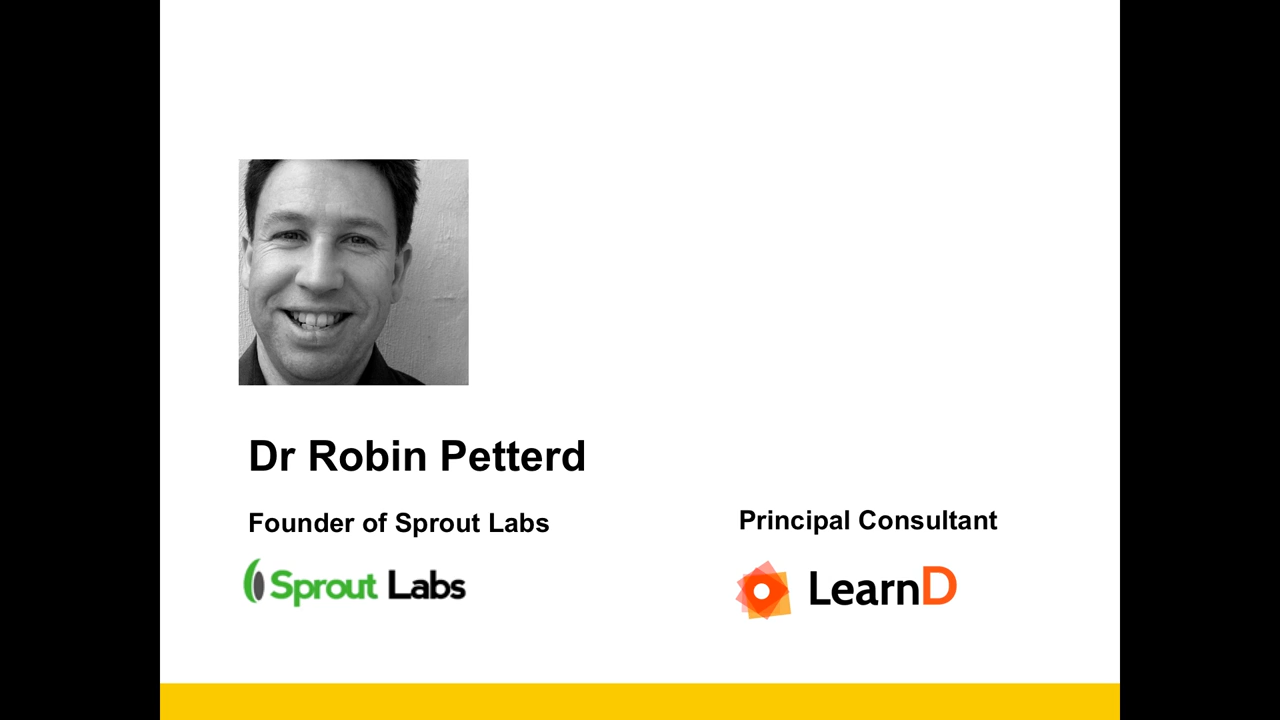 Dr Robin Petterd
Founder of Sprout Labs
Principal Consultant
Sprout Labs
LearnD